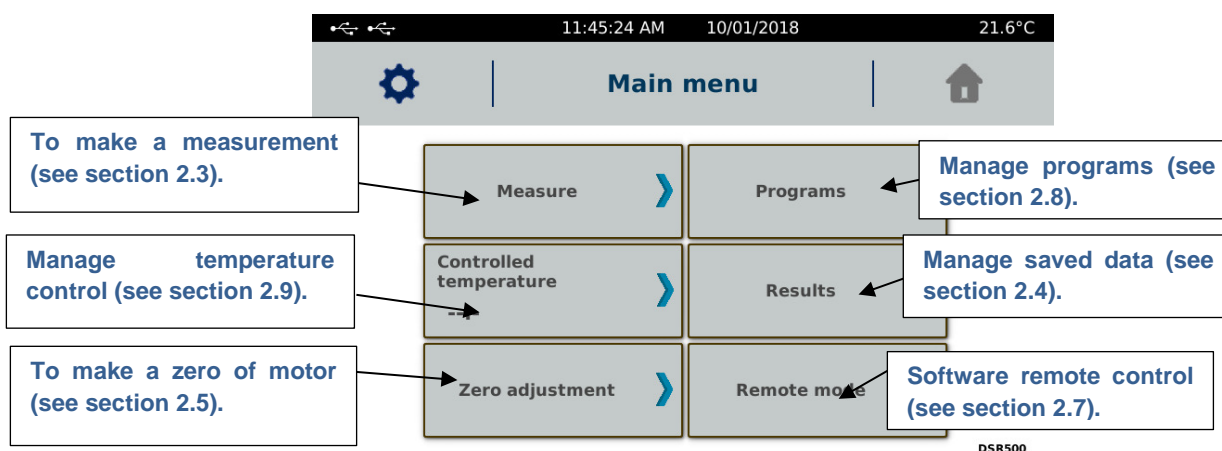 11:45:24 AM 10/01/2018 21.6°C
Main menu
To make a measurement
(see section 2.3).
Measure
Programs
Manage programs (see
section 2.8).
Manage temperature
control (see section 2.9).
Controlled
temperature
--,-
Results
Manage saved data (see
section 2.4).
To make a zero of motor
(see section 2.5).
Zero adjustment
Remote mode
Software remote control
(see section 2.7).
DSR500